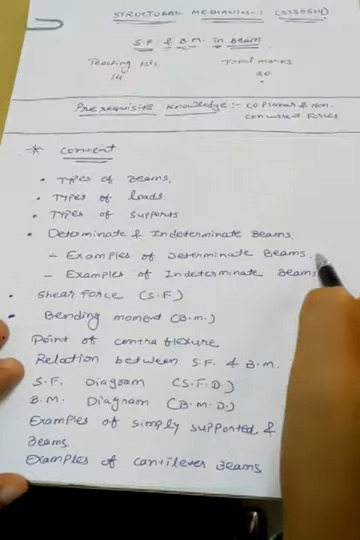 STRUCTURAL MECHANICS-I (3330604)
S.F & B.M. in Beam
Teaching Hrs. Total marks
14 20
Prerequisite Knowledge :- coplanar & Non-
Concurrent Forces
* Content
• Types of Beams.
• Types of loads
• Types of supports
• Determinate & Indeterminate Beams.
- Examples of Determinate Beams.
- Examples of Indeterminate Beams
• Shear Force (S.F.)
• Bending moment (B.M.)
Point of contraflexure
Relation between S.F. & B.M.
S.F. Diagram (S.F.D)
B.M. Diagram (B.M.D.)
Examples of simply supported &
Beams
Examples of cantilever Beams